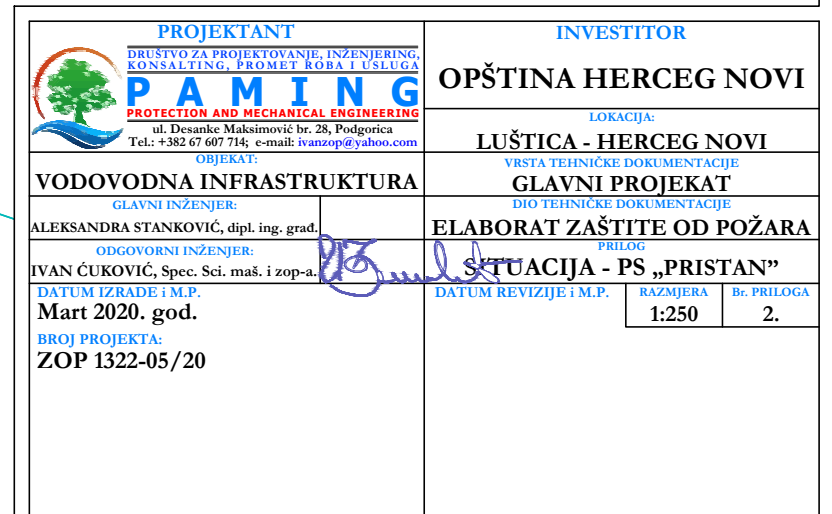 PROJEKTANT
DRUŠTVO ZA PROJEKTOVANJE, INŽENJERING,
KONSALTING, PROMET ROBA I USLUGA
PAMING
PROTECTION AND MECHANICAL ENGINEERING
ul. Desanke Maksimović br. 28, Podgorica
Tel.: +382 67 607 714; e-mail: ivanzop@yahoo.com
OBJEKAT:
VODOVODNA INFRASTRUKTURA
GLAVNI INŽENJER:
ALEKSANDRA STANKOVIĆ, dipl. ing. građ.
ODGOVORNI INŽENJER:
IVAN ĆUKOVIĆ, Spec. Sci. maš. i zop-a.
DATUM IZRADE i M.P.
Mart 2020. god.
BROJ PROJEKTA:
ZOP 1322-05/20
INVESTITOR
OPŠTINA HERCEG NOVI
LOKACIJA:
LUŠTICA - HERCEG NOVI
VRSTA TEHNIČKE DOKUMENTACIJE
GLAVNI PROJEKAT
DIO TEHNIČKE DOKUMENTACIJE
ELABORAT ZAŠTITE OD POŽARA
PRILOG
SITUACIJA - PS „PRISTAN”
DATUM REVIZIJE i M.P.
RAZMJERA
1:250
Br. PRILOGA
2.